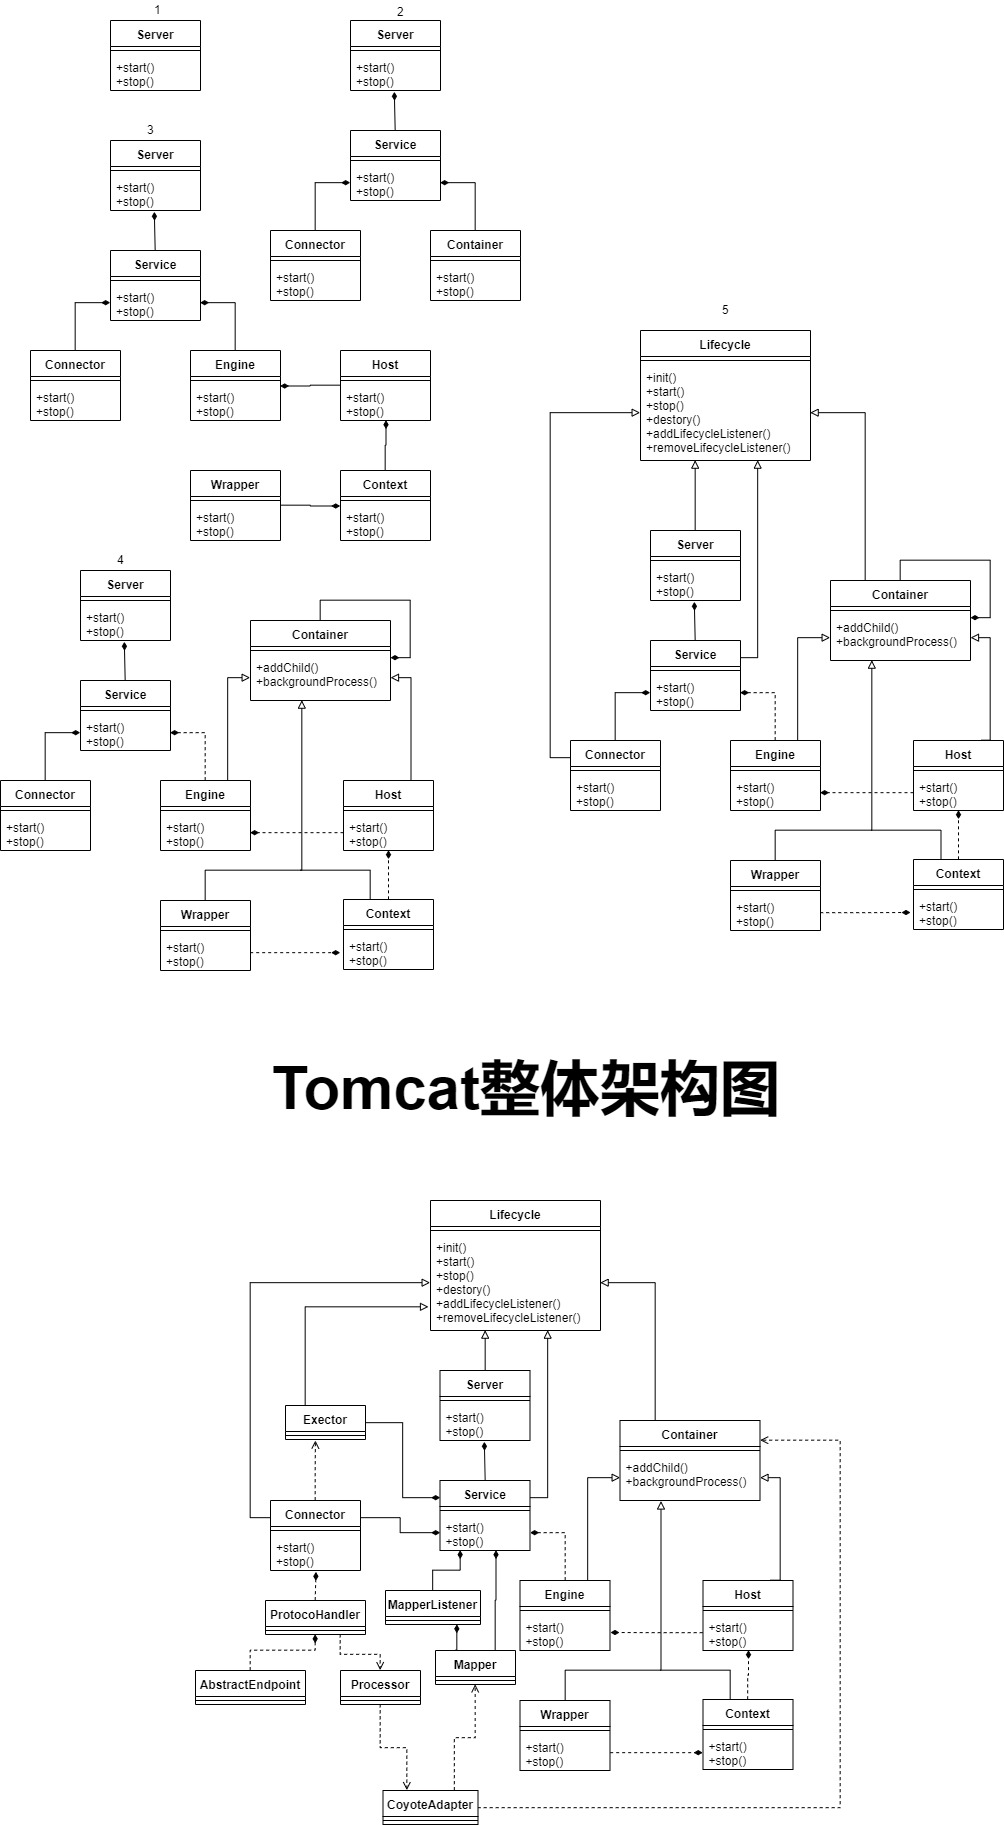 1
Server
+start()
+stop()
2
Server
+start()
+stop()
Service
+start()
+stop()
Connector
+start()
+stop()
Container
+start()
+stop()
3
Server
+start()
+stop()
Service
+start()
+stop()
Connector
+start()
+stop()
Engine
+start()
+stop()
Host
+start()
+stop()
Wrapper
+start()
+stop()
Context
+start()
+stop()
4
Server
+start()
+stop()
Service
+start()
+stop()
Container
+addChild()
+backgroundProcess()
Connector
+start()
+stop()
Engine
+start()
+stop()
Host
+start()
+stop()
Wrapper
+start()
+stop()
Context
+start()
+stop()
5
Lifecycle
+init()
+start()
+stop()
+destory()
+addLifecycleListener()
+removeLifecycleListener()
Server
+start()
+stop()
Service
+start()
+stop()
Container
+addChild()
+backgroundProcess()
Connector
+start()
+stop()
Engine
+start()
+stop()
Host
+start()
+stop()
Wrapper
+start()
+stop()
Context
+start()
+stop()
Tomcat整体架构图
Lifecycle
+init()
+start()
+stop()
+destory()
+addLifecycleListener()
+removeLifecycleListener()
Server
+start()
+stop()
Exector
Container
+addChild()
+backgroundProcess()
Service
+start()
+stop()
Connector
+start()
+stop()
MapperListener
ProtocoHandler
Engine
+start()
+stop()
Host
+start()
+stop()
Mapper
AbstractEndpoint
Processor
Wrapper
+start()
+stop()
Context
+start()
+stop()
CoyoteAdapter